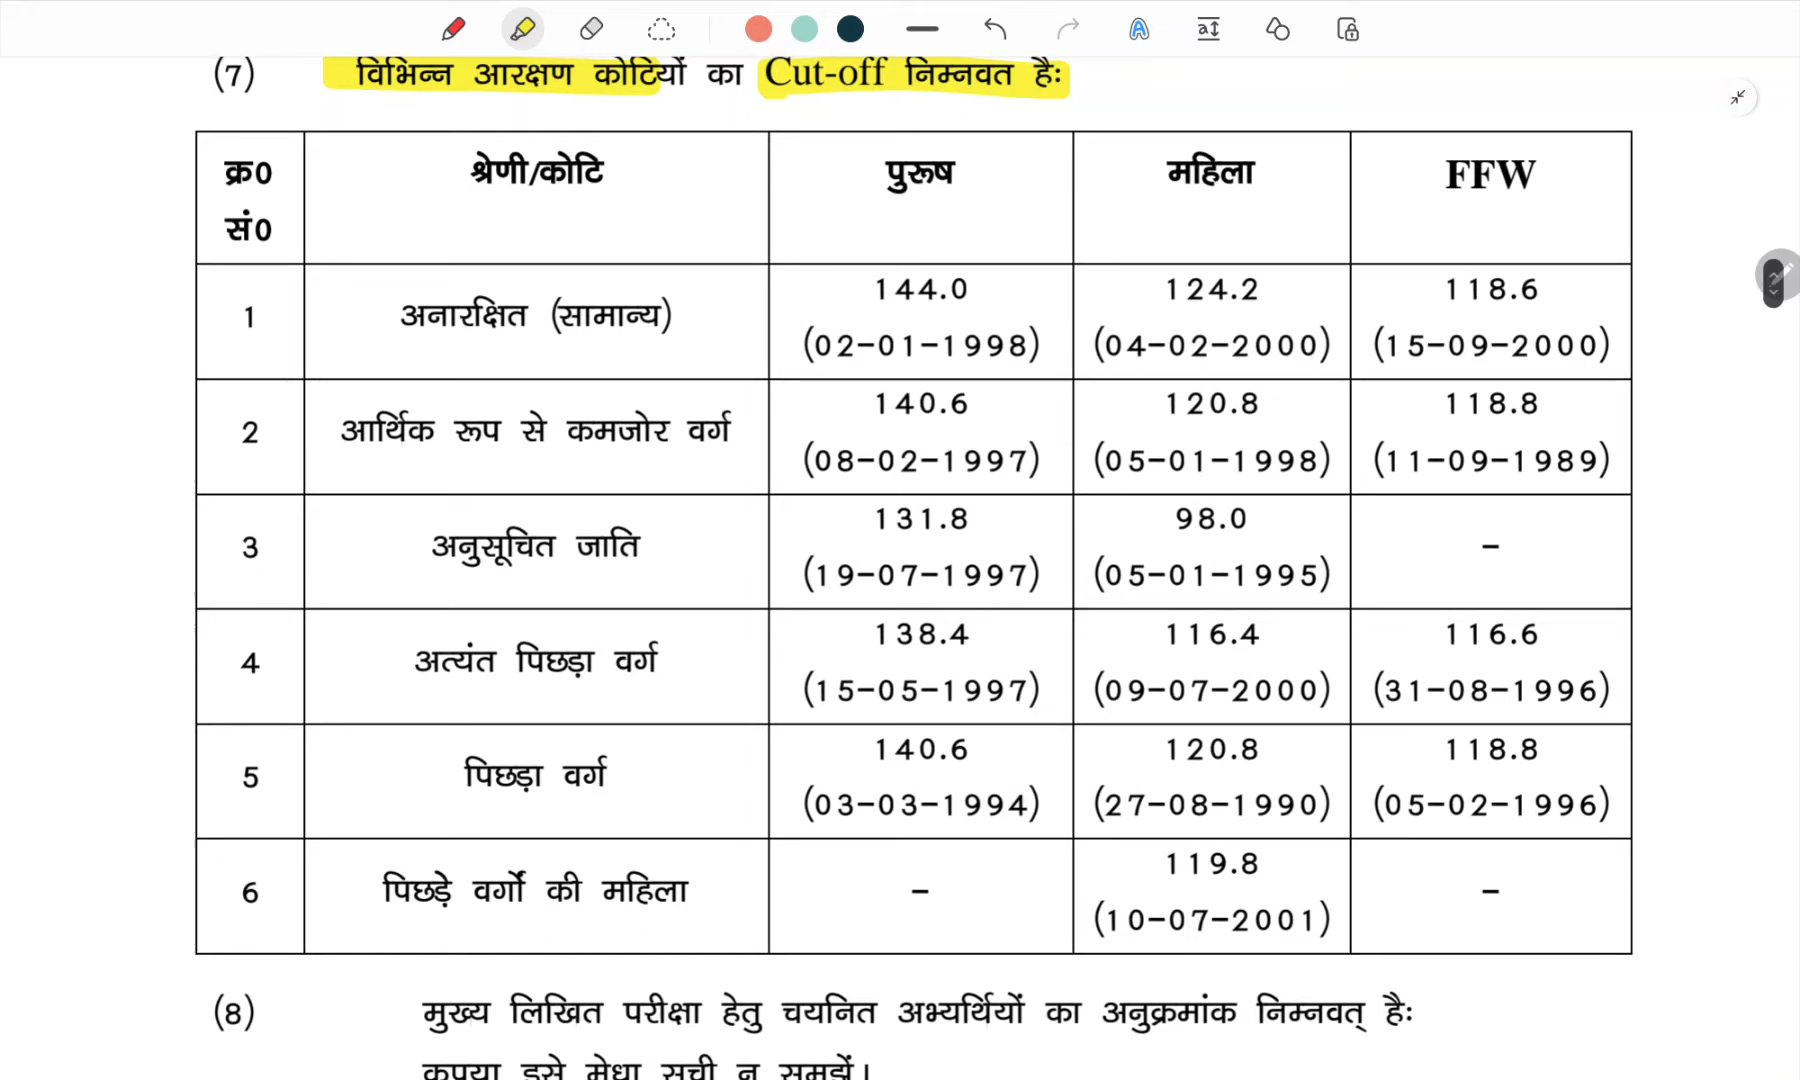 (7) विभिन्न आरक्षण कोटियों का Cut-off निम्नवत हैः
क्र0 सं0 श्रेणी/कोटि पुरूष महिला FFW
1 अनारक्षित (सामान्य) 144.0 (02-01-1998) 124.2 (04-02-2000) 118.6 (15-09-2000)
2 आर्थिक रूप से कमजोर वर्ग 140.6 (08-02-1997) 120.8 (05-01-1998) 118.8 (11-09-1989)
3 अनुसूचित जाति 131.8 (19-07-1997) 98.0 (05-01-1995) -
4 अत्यंत पिछड़ा वर्ग 138.4 (15-05-1997) 116.4 (09-07-2000) 116.6 (31-08-1996)
5 पिछड़ा वर्ग 140.6 (03-03-1994) 120.8 (27-08-1990) 118.8 (05-02-1996)
6 पिछड़े वर्गों की महिला - 119.8 (10-07-2001) -
(8) मुख्य लिखित परीक्षा हेतु चयनित अभ्यर्थियों का अनुक्रमांक निम्नवत् हैः
कृपया इसे मेधा सूची न समझें।